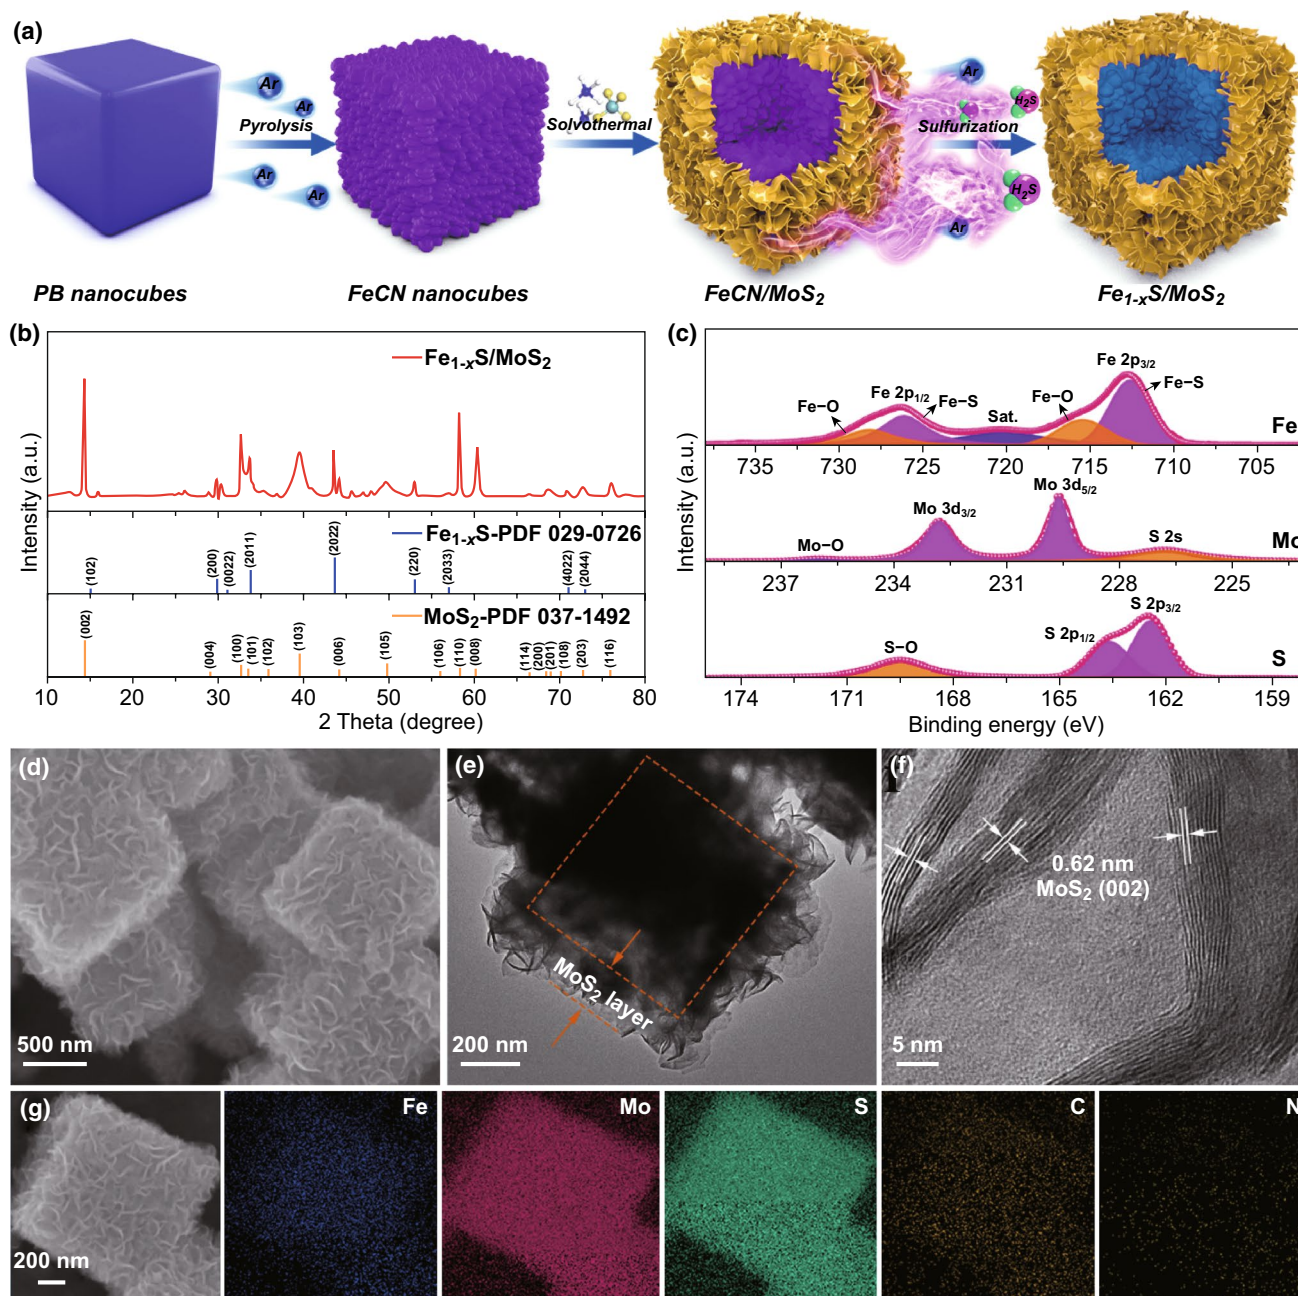 (a)
Ar
Ar
Pyrolysis
Ar
Ar
Solvothermal
Ar
H₂S
Sulfurization
H₂S
Ar
PB nanocubes
FeCN nanocubes
FeCN/MoS₂
Fe₁₋ₓS/MoS₂
(b)
Intensity (a.u.)
Fe₁₋ₓS/MoS₂
Fe₁₋ₓS-PDF 029-0726
(102)
(200)
(0022)
(2011)
(2022)
(220)
(2033)
(4022)
(2044)
MoS₂-PDF 037-1492
(002)
(004)
(100)
(101)
(102)
(103)
(006)
(105)
(106)
(110)
(008)
(114)
(200)
(201)
(108)
(203)
(116)
10 20 30 40 50 60 70 80
2 Theta (degree)
(c)
Intensity (a.u.)
Fe 2p₃/₂
Fe–S
Fe–O
Fe 2p₁/₂
Fe–S
Fe–O
Sat.
Fe
735 730 725 720 715 710 705
Mo 3d₅/₂
Mo 3d₃/₂
Mo–O
S 2s
Mo
237 234 231 228 225
S 2p₃/₂
S 2p₁/₂
S–O
S
174 171 168 165 162 159
Binding energy (eV)
(d)
500 nm
(e)
MoS₂ layer
200 nm
(f)
0.62 nm
MoS₂ (002)
5 nm
(g)
200 nm
Fe
Mo
S
C
N